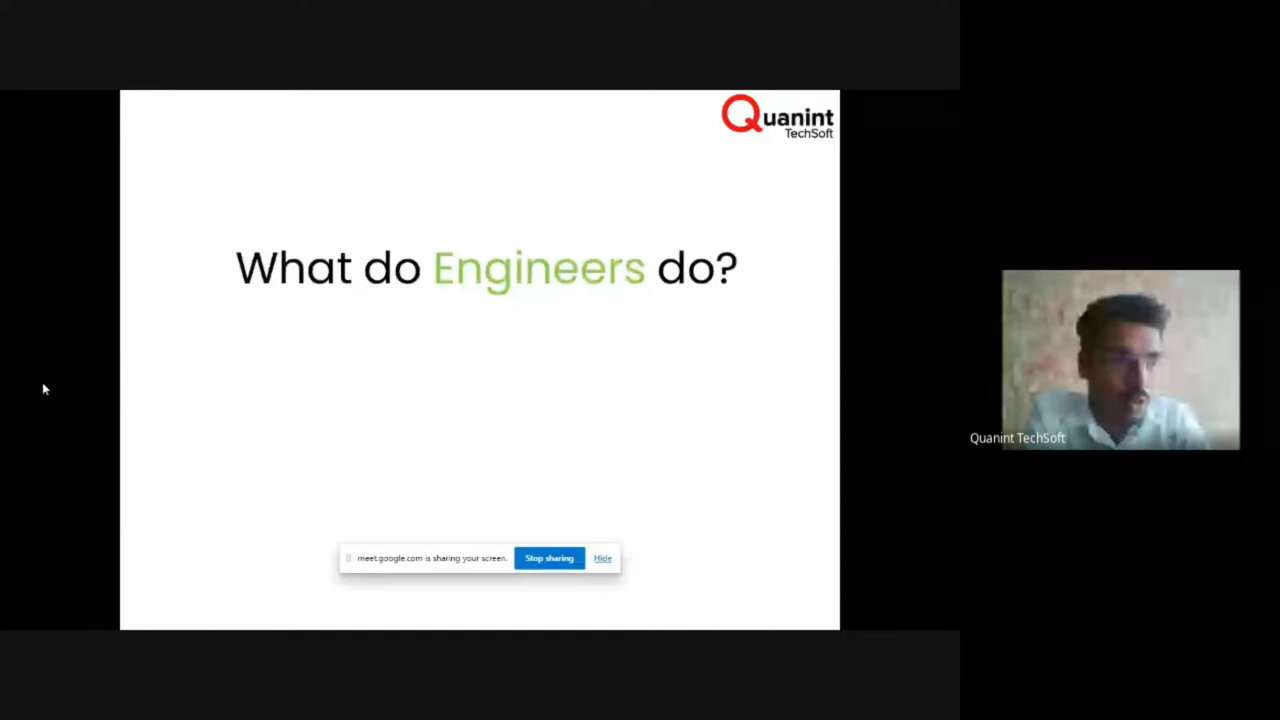 Quanint
TechSoft
What do Engineers do?
Quanint TechSoft
meet.google.com is sharing your screen.
Stop sharing
Hide